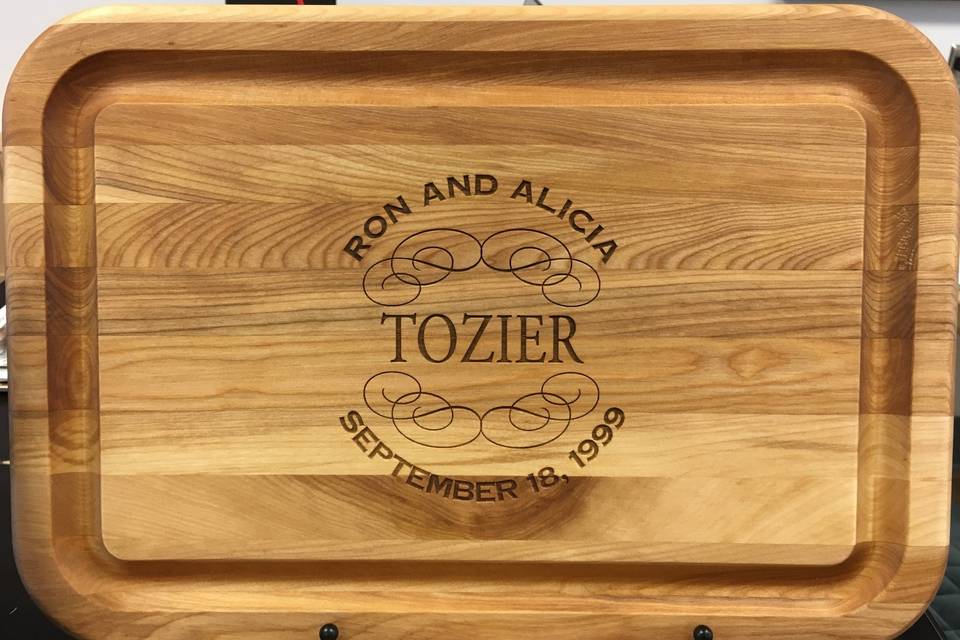 RON AND ALICIA
TOZIER
SEPTEMBER 18, 1999